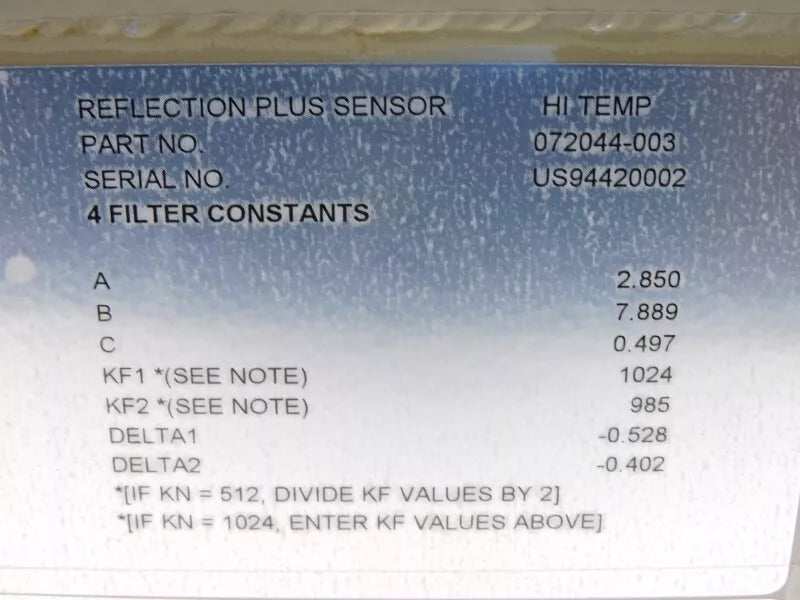 REFLECTION PLUS SENSOR HI TEMP
PART NO. 072044-003
SERIAL NO. US94420002
4 FILTER CONSTANTS
A 2.850
B 7.889
C 0.497
KF1 *(SEE NOTE) 1024
KF2 *(SEE NOTE) 985
DELTA1 -0.528
DELTA2 -0.402
*[IF KN = 512, DIVIDE KF VALUES BY 2]
*[IF KN = 1024, ENTER KF VALUES ABOVE]